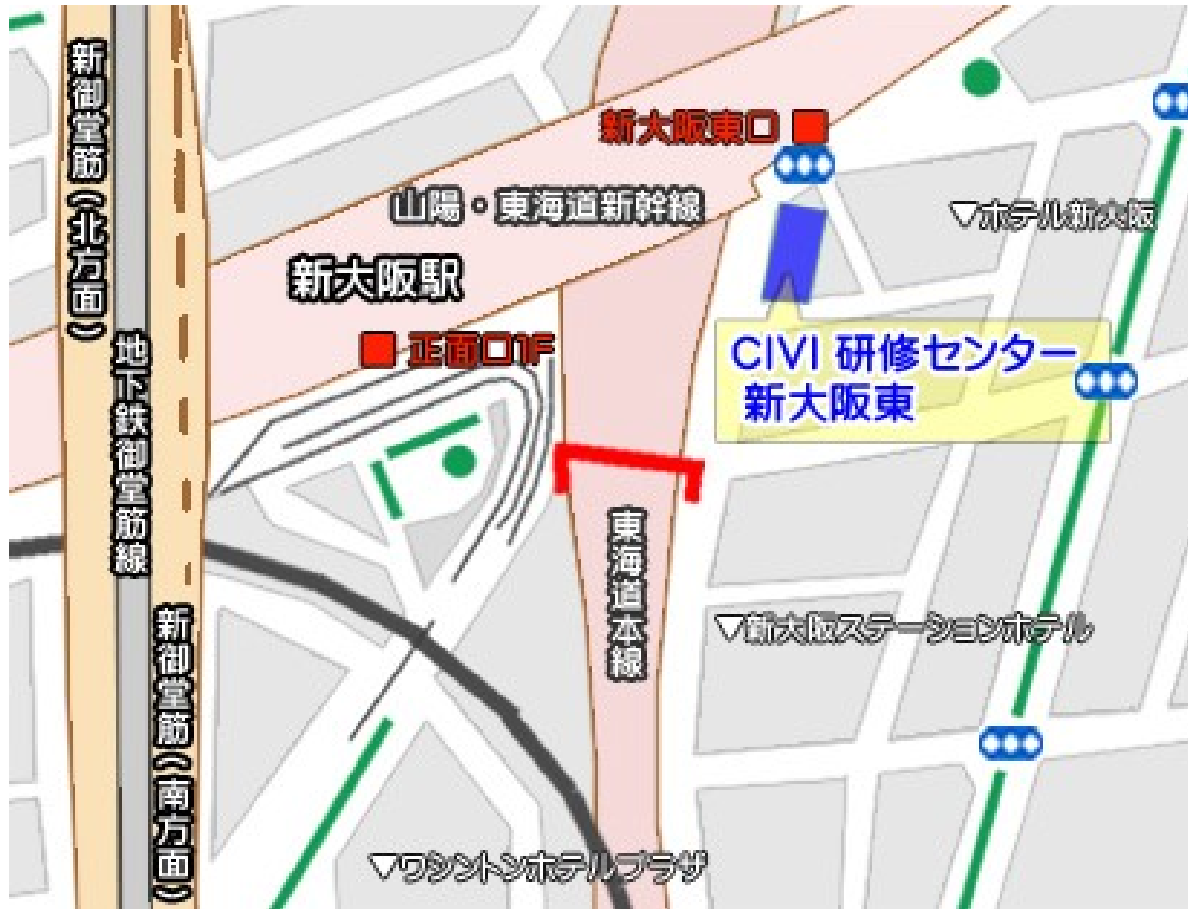 新御堂筋(北方面)
新大阪東口
山陽・東海道新幹線
▽ホテル新大阪
新大阪駅
正面口1F
地下鉄御堂筋線
CIVI 研修センター
新大阪東
東海道本線
新御堂筋(南方面)
▽新大阪ステーションホテル
▽ワシントンホテルプラザ